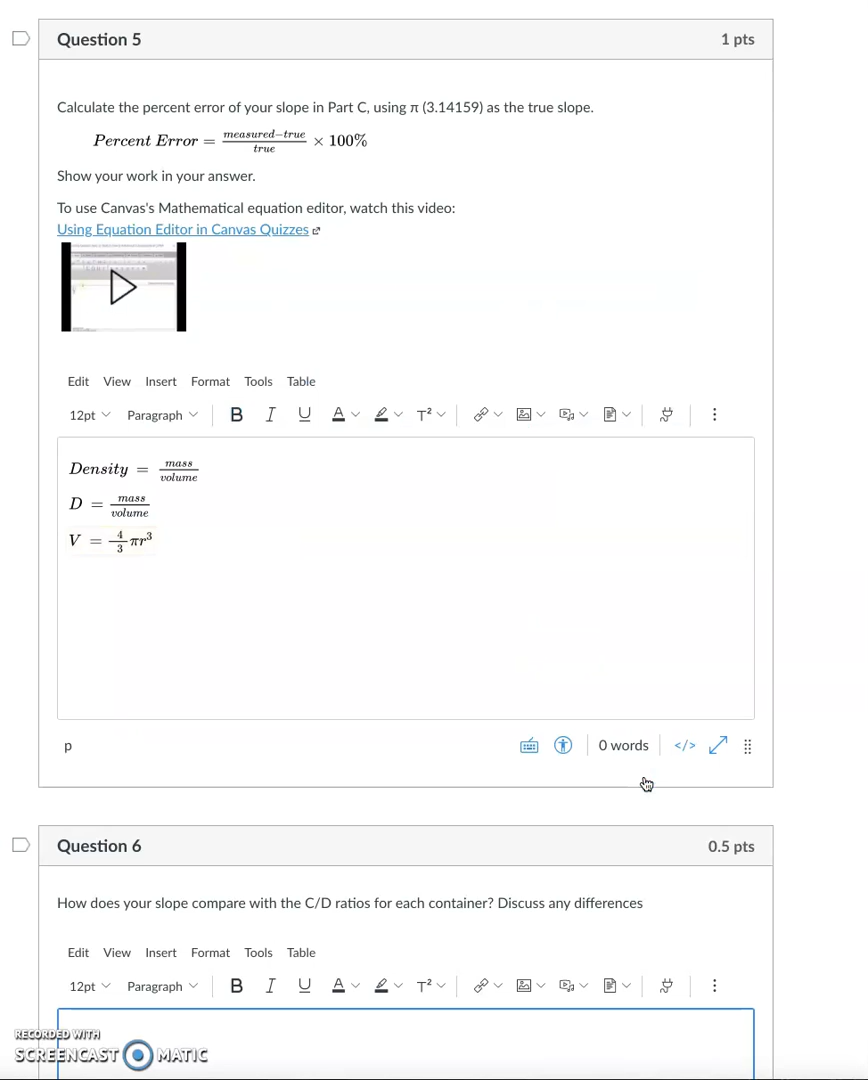 Question 5 1 pts
Calculate the percent error of your slope in Part C, using π (3.14159) as the true slope.
Percent Error = measured−true / true × 100%
Show your work in your answer.
To use Canvas's Mathematical equation editor, watch this video:
Using Equation Editor in Canvas Quizzes
Edit View Insert Format Tools Table
12pt Paragraph B I U A T²
Density = mass / volume
D = mass / volume
V = 4/3 πr³
p 0 words </>
Question 6 0.5 pts
How does your slope compare with the C/D ratios for each container? Discuss any differences
Edit View Insert Format Tools Table
12pt Paragraph B I U A T²
RECORDED WITH
SCREENCAST MATIC